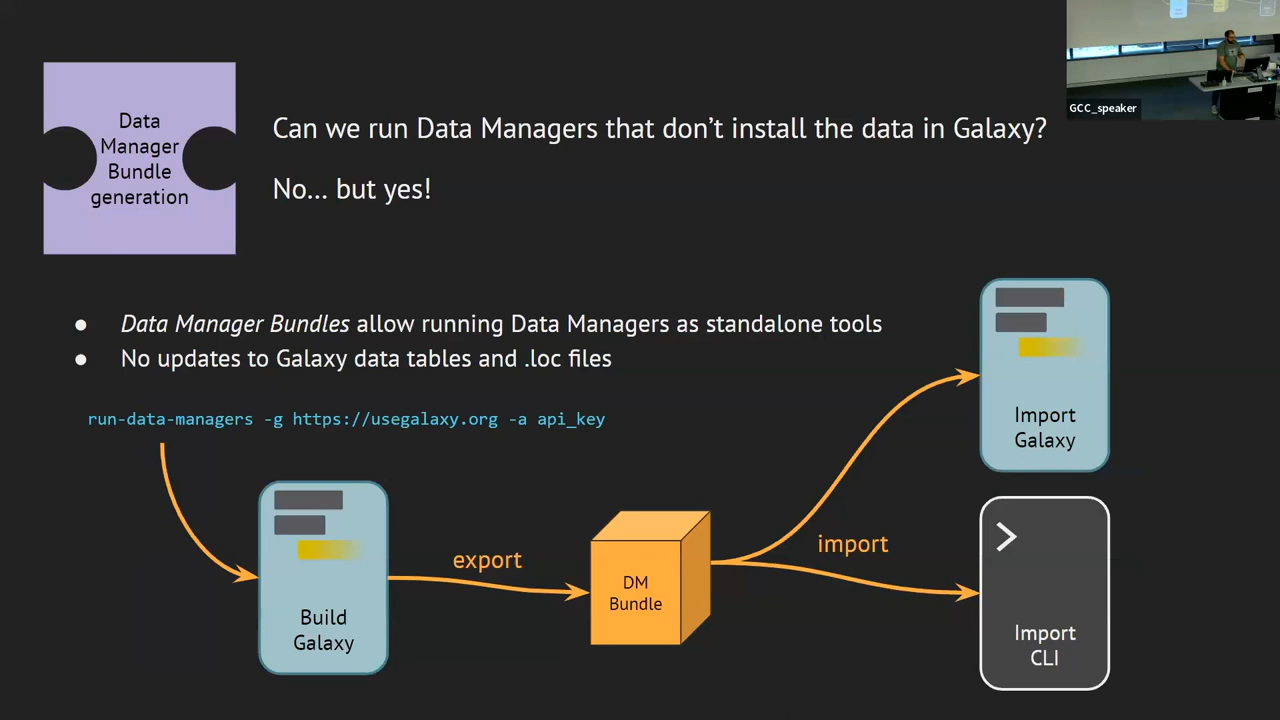 GCC_speaker
Data
Manager
Bundle
generation
Can we run Data Managers that don’t install the data in Galaxy?
No... but yes!
● Data Manager Bundles allow running Data Managers as standalone tools
● No updates to Galaxy data tables and .loc files
run-data-managers -g https://usegalaxy.org -a api_key
Build
Galaxy
export
DM
Bundle
import
Import
Galaxy
Import
CLI